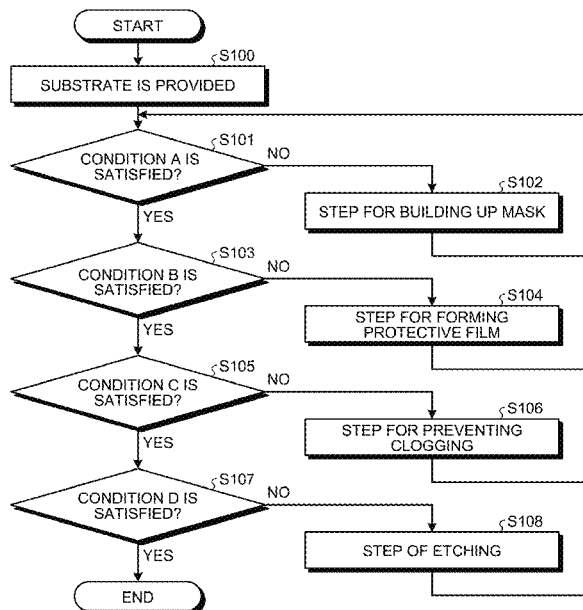 START
S100
SUBSTRATE IS PROVIDED
S101
CONDITION A IS
SATISFIED?
NO
YES
S102
STEP FOR BUILDING UP MASK
S103
CONDITION B IS
SATISFIED?
NO
YES
S104
STEP FOR FORMING
PROTECTIVE FILM
S105
CONDITION C IS
SATISFIED?
NO
YES
S106
STEP FOR PREVENTING
CLOGGING
S107
CONDITION D IS
SATISFIED?
NO
YES
S108
STEP OF ETCHING
END